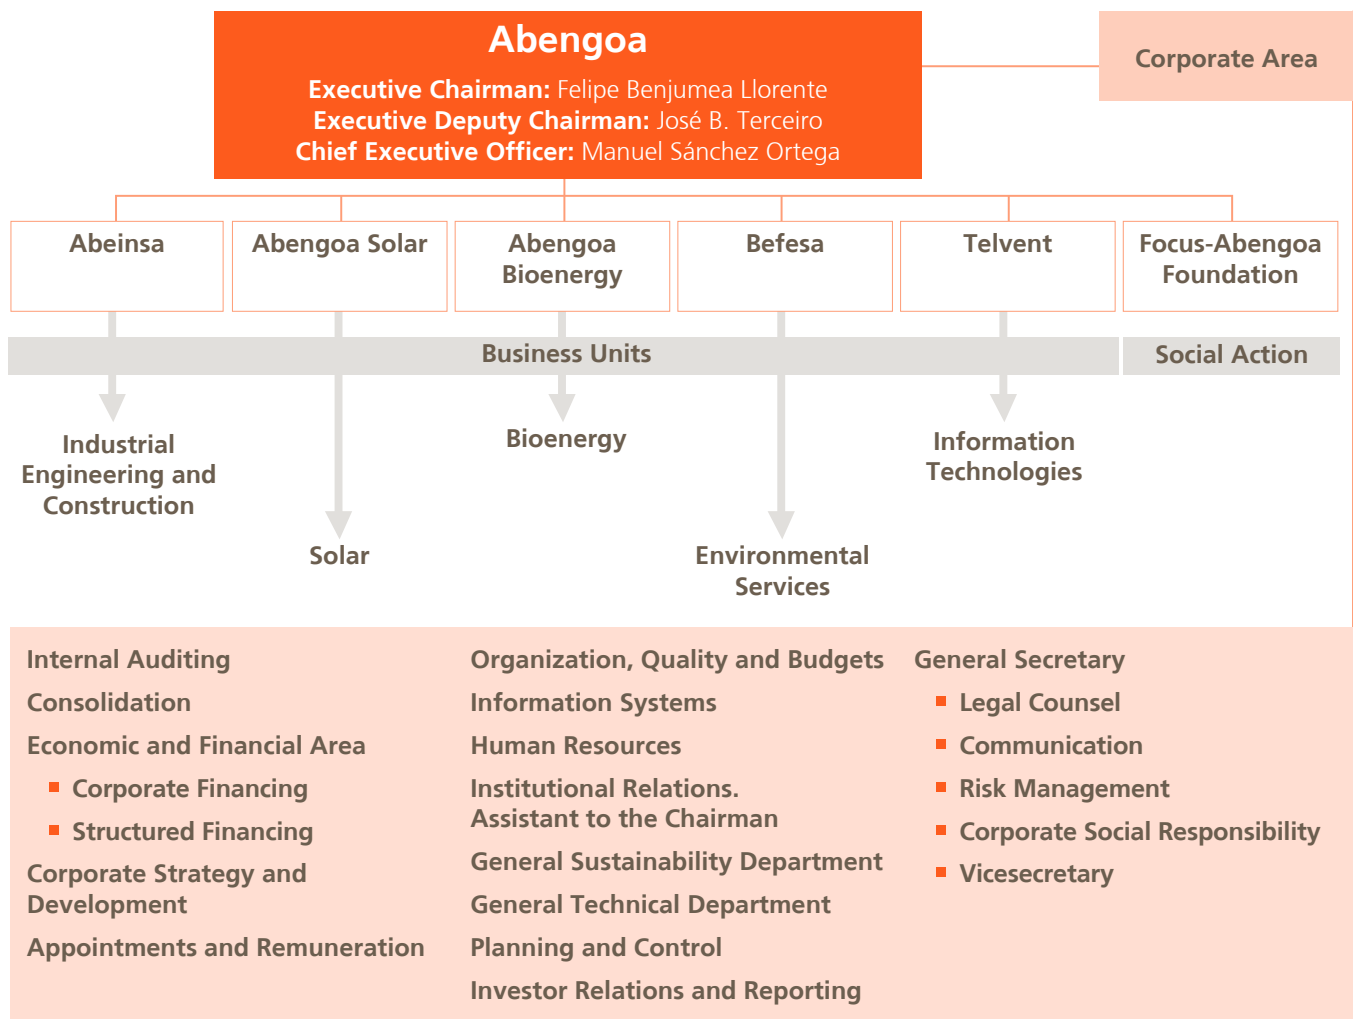 Abengoa
Executive Chairman: Felipe Benjumea Llorente
Executive Deputy Chairman: José B. Terceiro
Chief Executive Officer: Manuel Sánchez Ortega
Corporate Area
Abeinsa
Abengoa Solar
Abengoa
Bioenergy
Befesa
Telvent
Focus-Abengoa
Foundation
Business Units
Social Action
Industrial
Engineering and
Construction
Solar
Bioenergy
Environmental
Services
Information
Technologies
Internal Auditing
Consolidation
Economic and Financial Area
Corporate Financing
Structured Financing
Corporate Strategy and
Development
Appointments and Remuneration
Organization, Quality and Budgets
Information Systems
Human Resources
Institutional Relations.
Assistant to the Chairman
General Sustainability Department
General Technical Department
Planning and Control
Investor Relations and Reporting
General Secretary
Legal Counsel
Communication
Risk Management
Corporate Social Responsibility
Vicesecretary